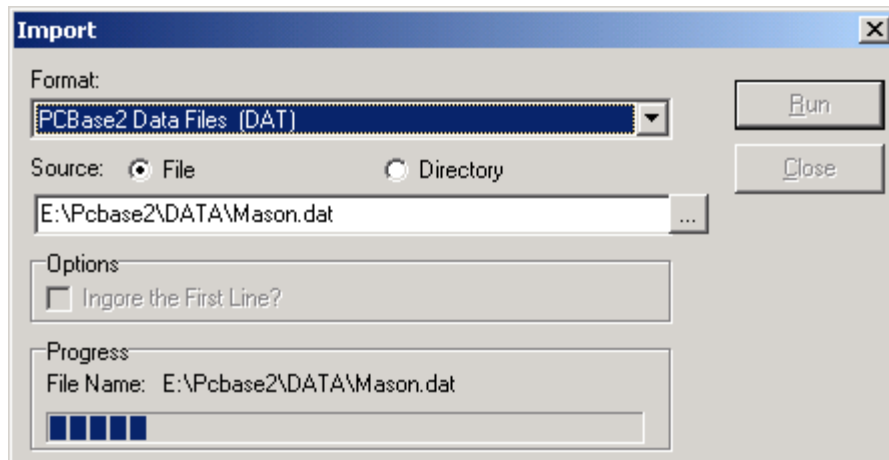 Import
Format:
PCBase2 Data Files (DAT)
Run
Source: File Directory
Close
E:\Pcbase2\DATA\Mason.dat ...
Options
Ingore the First Line?
Progress
File Name: E:\Pcbase2\DATA\Mason.dat